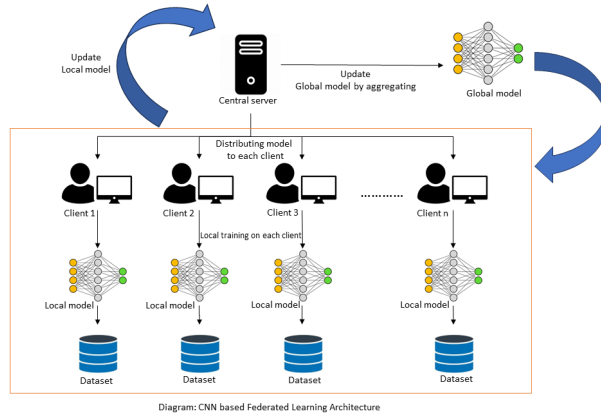 Update
Local model
Central server
Update
Global model by aggregating
Global model
Distributing model
to each client
Client 1
Client 2
Client 3
............
Client n
Local training on each client
Local model
Local model
Local model
Local model
Dataset
Dataset
Dataset
Dataset
Diagram: CNN based Federated Learning Architecture